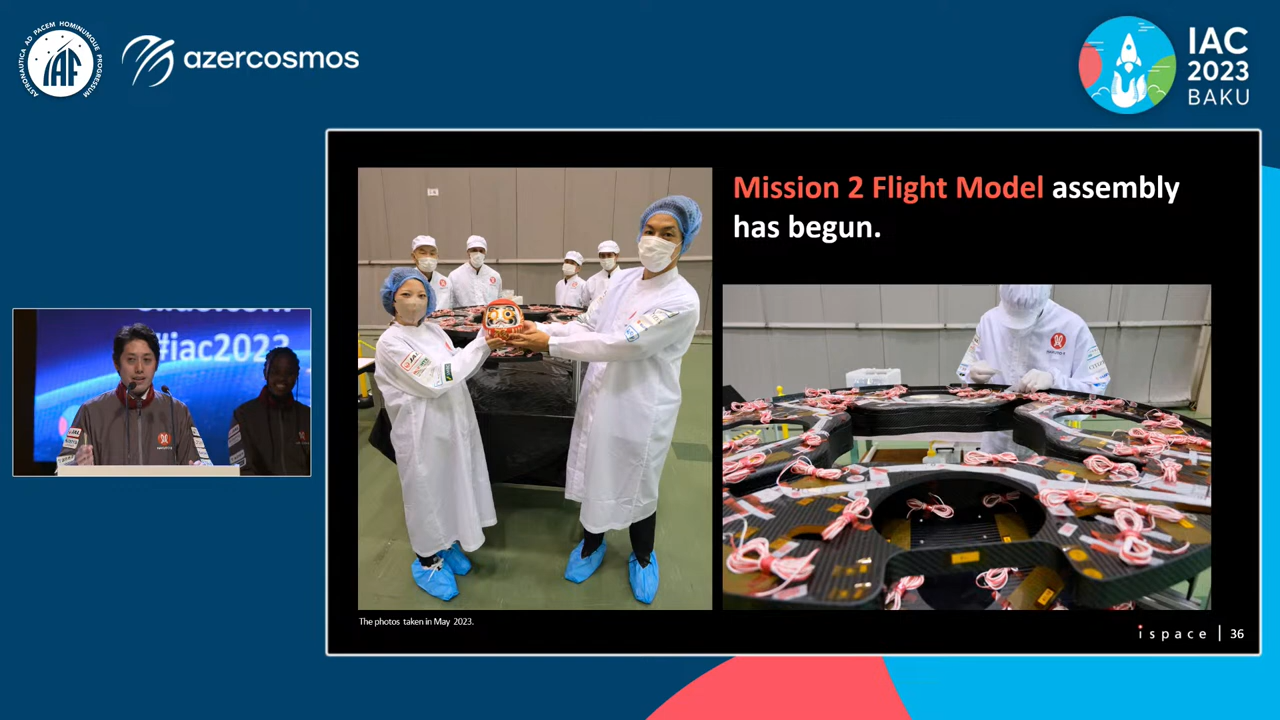 ASTRONAUTICA AD PACEM HOMINUMQUE PROGRESSUM
IAF
azercosmos
IAC
2023
BAKU
Mission 2 Flight Model assembly
has begun.
#iac2023
The photos taken in May 2023.
ispace | 36